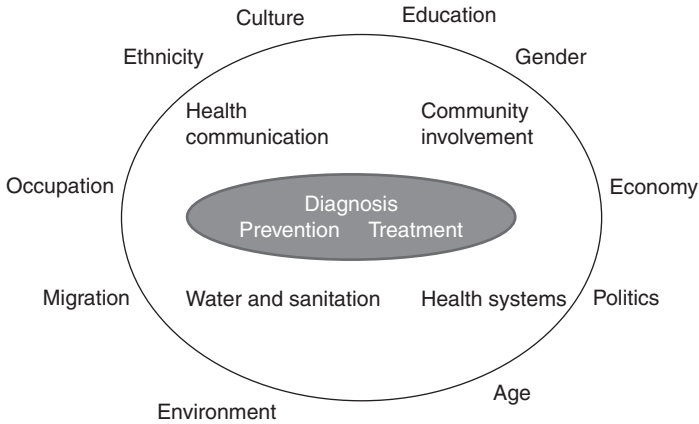 Culture
Education
Ethnicity
Gender
Health
communication
Community
involvement
Occupation
Economy
Diagnosis
Prevention Treatment
Migration
Water and sanitation
Health systems
Politics
Age
Environment